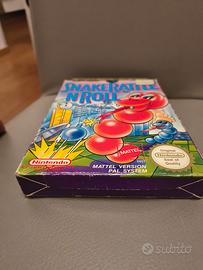 SNAKE RATTLE
'N ROLL
MATTEL
Nintendo
MATTEL VERSION
PAL SYSTEM
Original
Nintendo
Seal of
Quality
subito